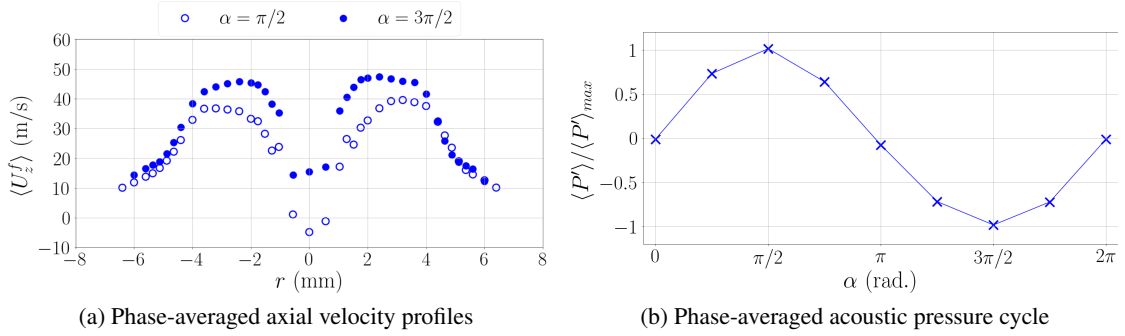 α = π/2 α = 3π/2
60
50
40
30
20
10
0
−10
⟨U_z^f⟩ (m/s)
−8 −6 −4 −2 0 2 4 6 8
r (mm)
(a) Phase-averaged axial velocity profiles
1
0.5
0
−0.5
−1
⟨P′⟩/⟨P′⟩_max
0 π/2 π 3π/2 2π
α (rad.)
(b) Phase-averaged acoustic pressure cycle